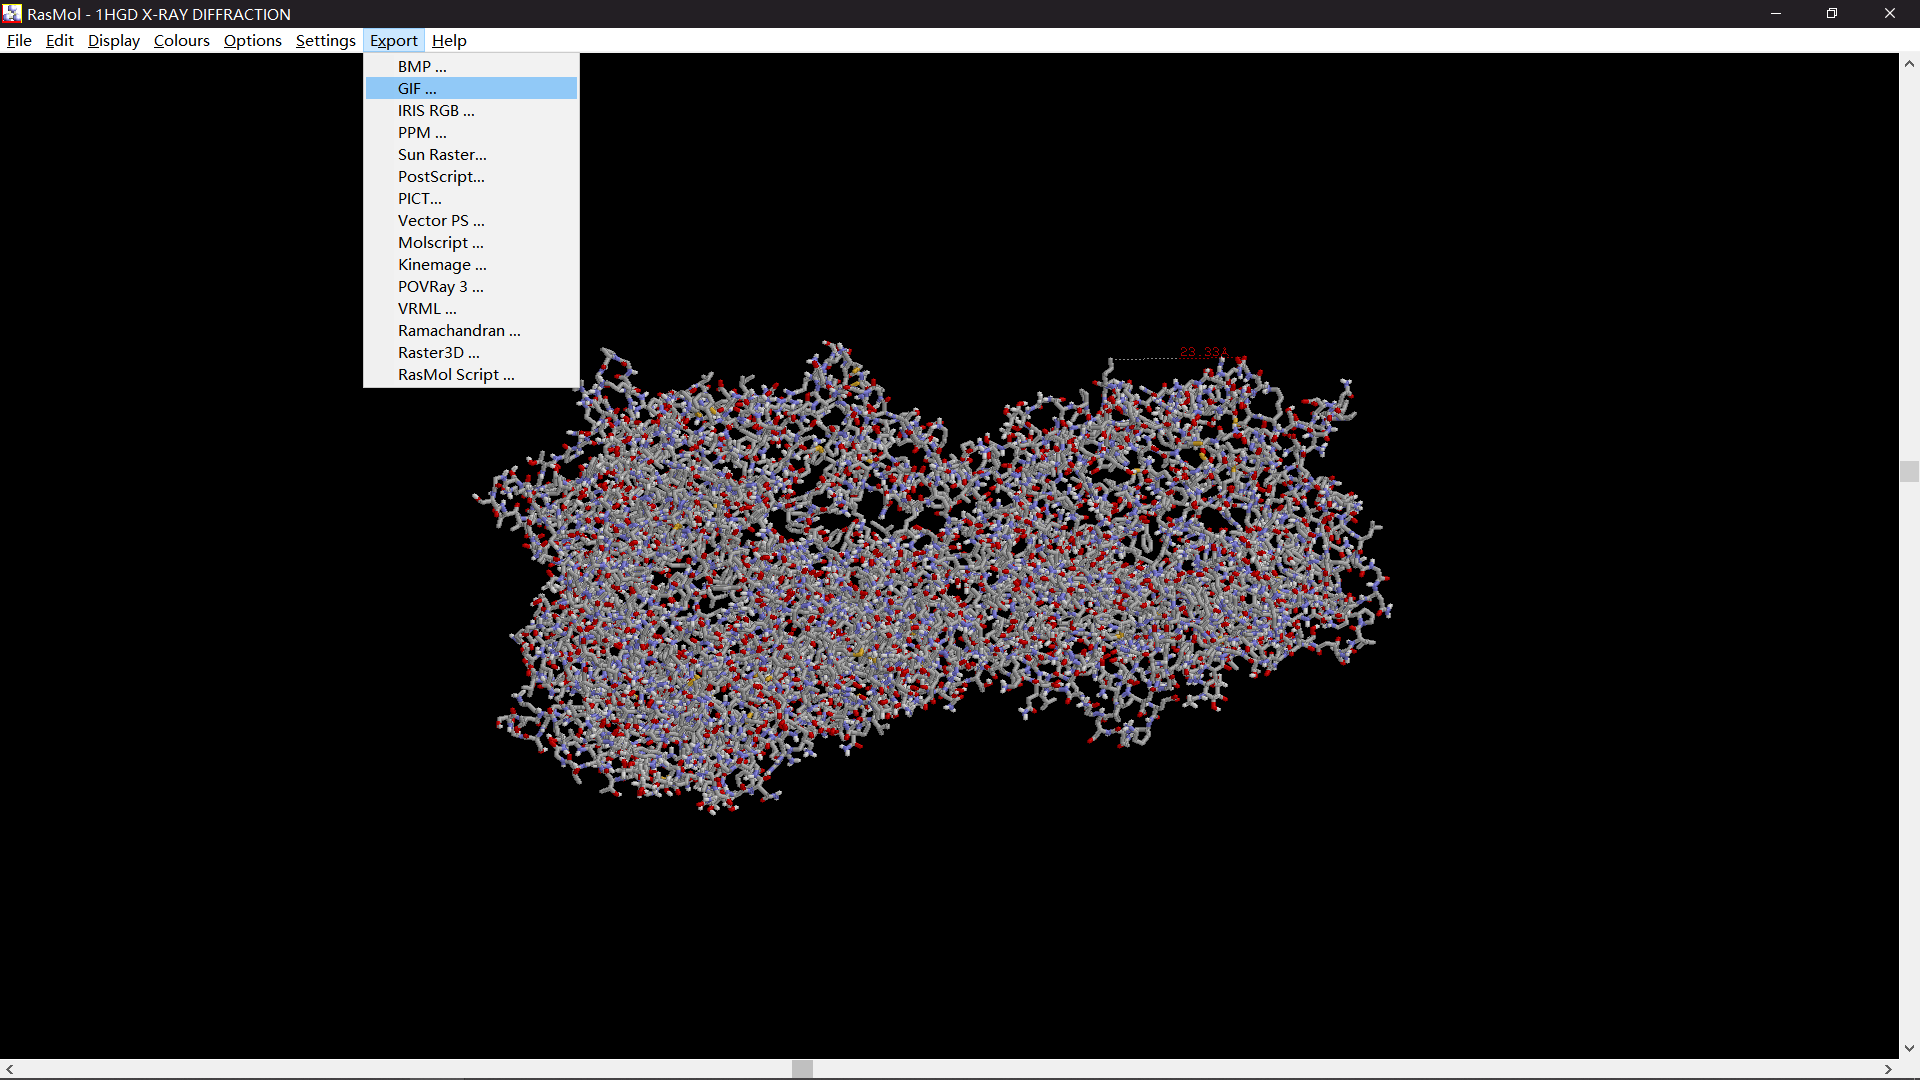 RasMol - 1HGD X-RAY DIFFRACTION
File Edit Display Colours Options Settings Export Help
BMP ...
GIF ...
IRIS RGB ...
PPM ...
Sun Raster...
PostScript...
PICT...
Vector PS ...
Molscript ...
Kinemage ...
POVRay 3 ...
VRML ...
Ramachandran ...
Raster3D ...
RasMol Script ...